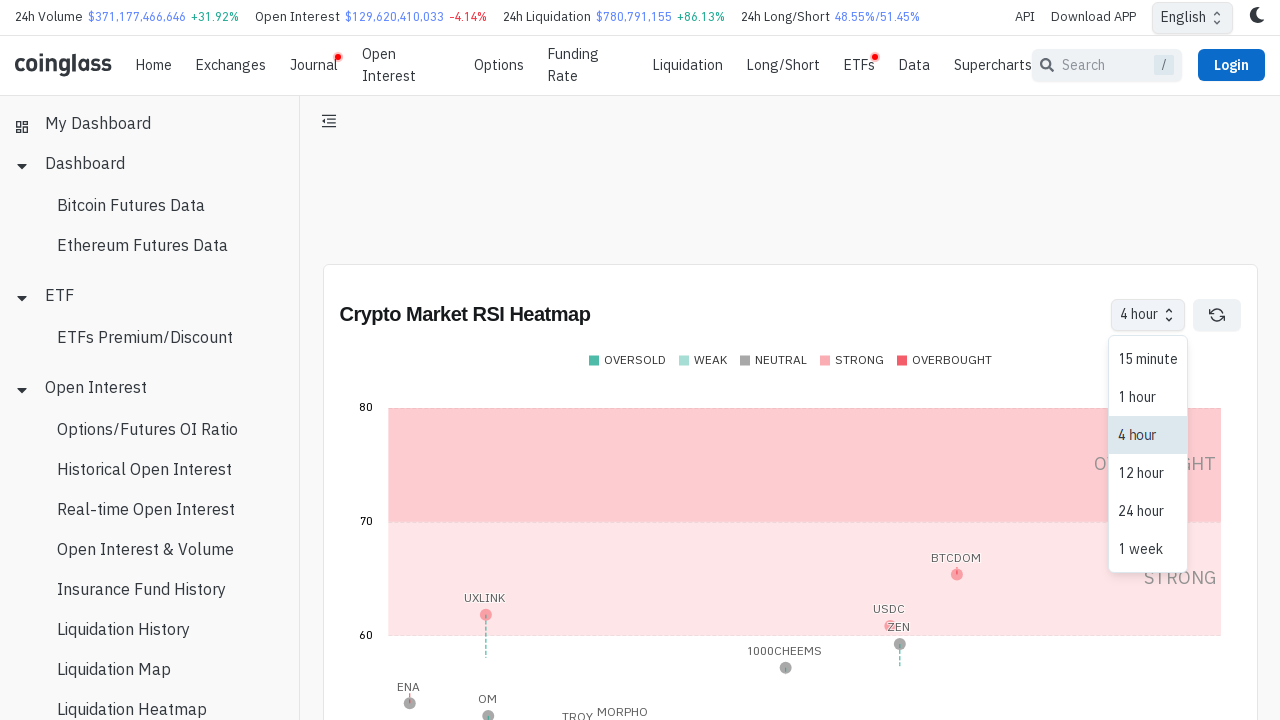 24h Volume $371,177,466,646 +31.92% Open Interest $129,620,410,033 -4.14% 24h Liquidation $780,791,155 +86.13% 24h Long/Short 48.55%/51.45% API Download APP English
coinglass Home Exchanges Journal Open Interest Options Funding Rate Liquidation Long/Short ETFs Data Supercharts Search / Login
My Dashboard
Dashboard
Bitcoin Futures Data
Ethereum Futures Data
ETF
ETFs Premium/Discount
Open Interest
Options/Futures OI Ratio
Historical Open Interest
Real-time Open Interest
Open Interest & Volume
Insurance Fund History
Liquidation History
Liquidation Map
Liquidation Heatmap
Crypto Market RSI Heatmap
4 hour
15 minute
1 hour
4 hour
12 hour
24 hour
1 week
OVERSOLD WEAK NEUTRAL STRONG OVERBOUGHT
80
70
BTCDOM
STRONG
UXLINK
USDC
ZEN
60
1000CHEEMS
ENA
OM
MORPHO
TROY